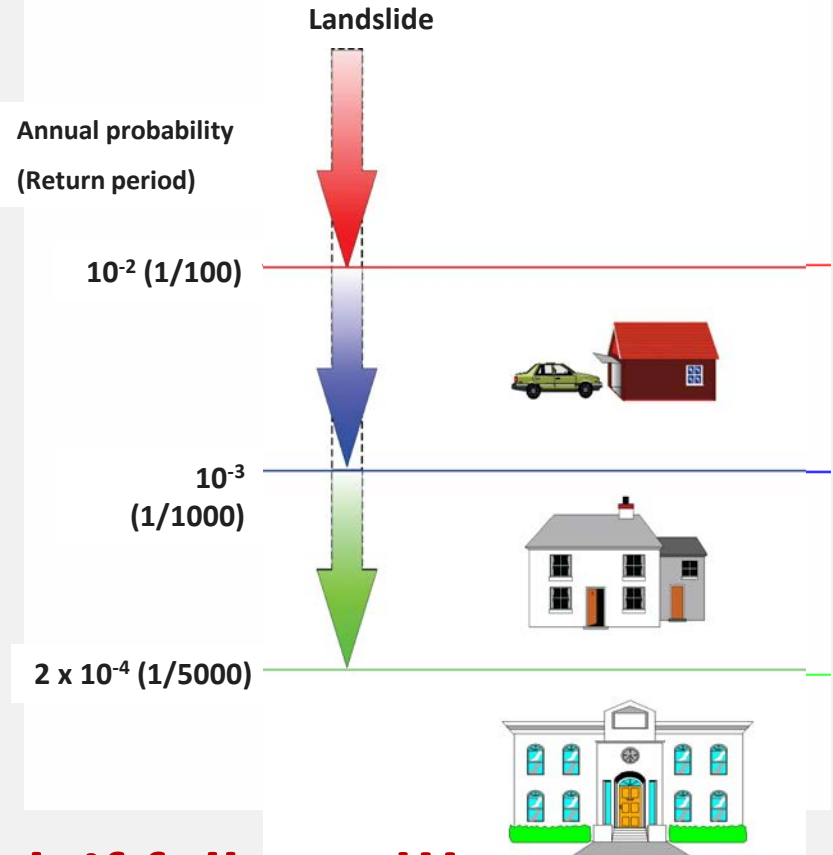 Landslide
Annual probability
(Return period)
10⁻² (1/100)
10⁻³
(1/1000)
2 x 10⁻⁴ (1/5000)